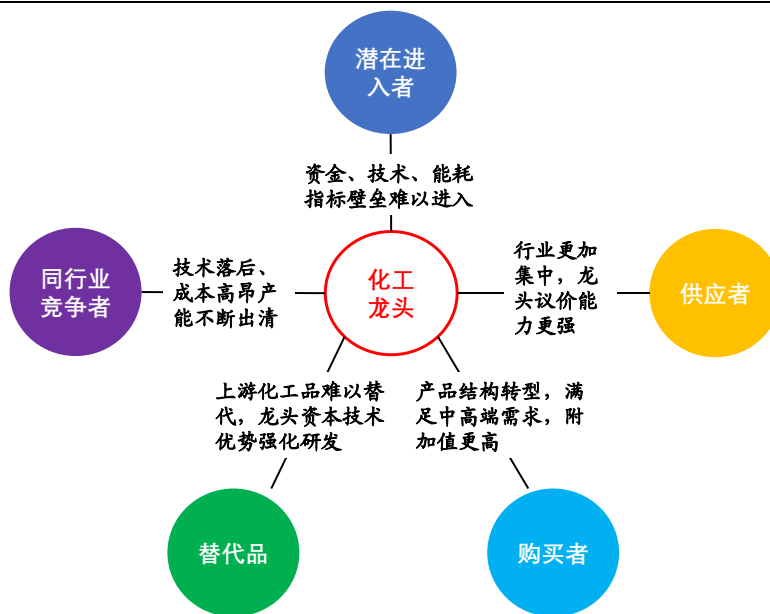 潜在进
入者
资金、技术、能耗
指标壁垒难以进入
同行业
竞争者
技术落后、
成本高昂产
能不断出清
化工
龙头
行业更加
集中，龙
头议价能
力更强
供应者
上游化工品难以替
代，龙头资本技术
优势强化研发
产品结构转型，满
足中高端需求，附
加值更高
替代品
购买者